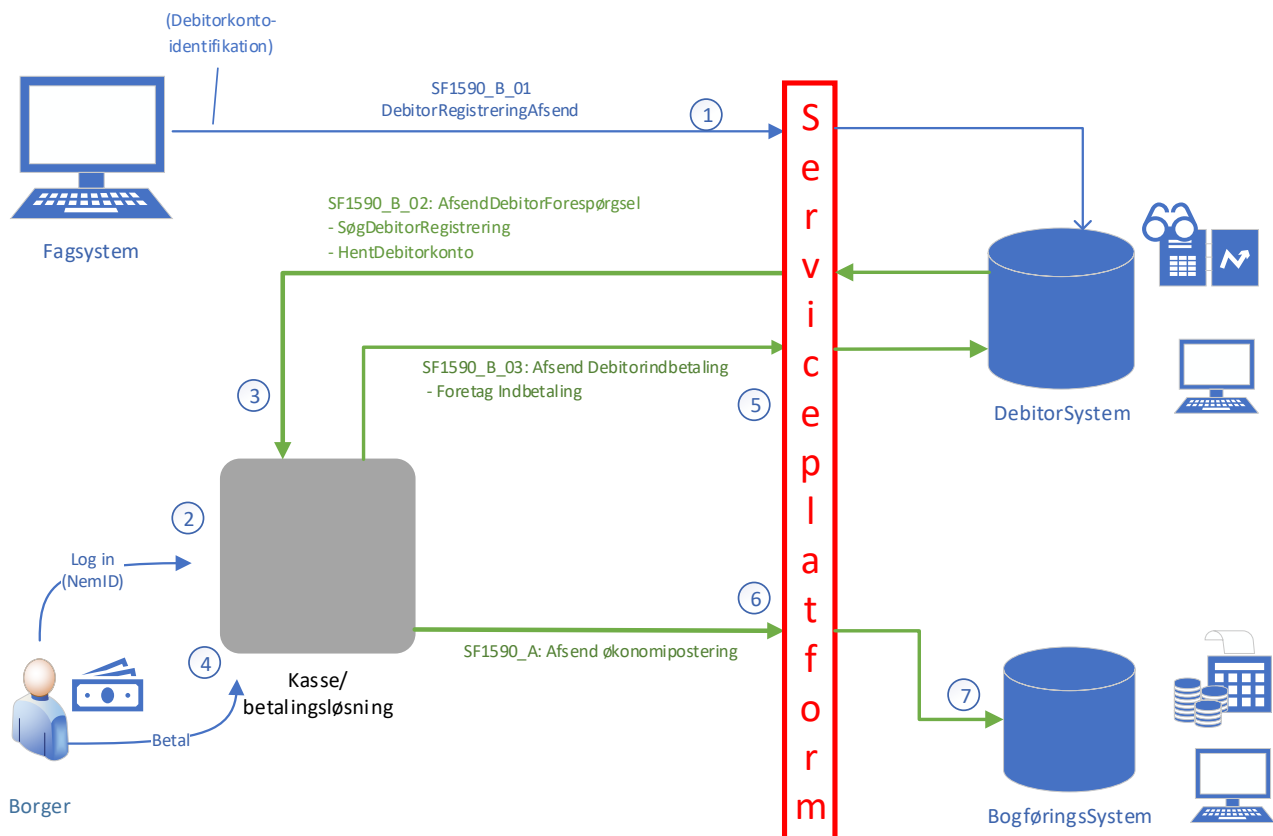 (Debitorkonto-
identifikation)
SF1590_B_01
DebitorRegistreringAfsend
1
Serviceplatform
Fagsystem
SF1590_B_02: AfsendDebitorForespørgsel
- SøgDebitorRegistrering
- HentDebitorkonto
SF1590_B_03: Afsend Debitorindbetaling
- Foretag Indbetaling
3
5
DebitorSystem
2
Log in
(NemID)
6
SF1590_A: Afsend økonomipostering
4
Kasse/
betalingsløsning
7
Betal
Borger
BogføringsSystem